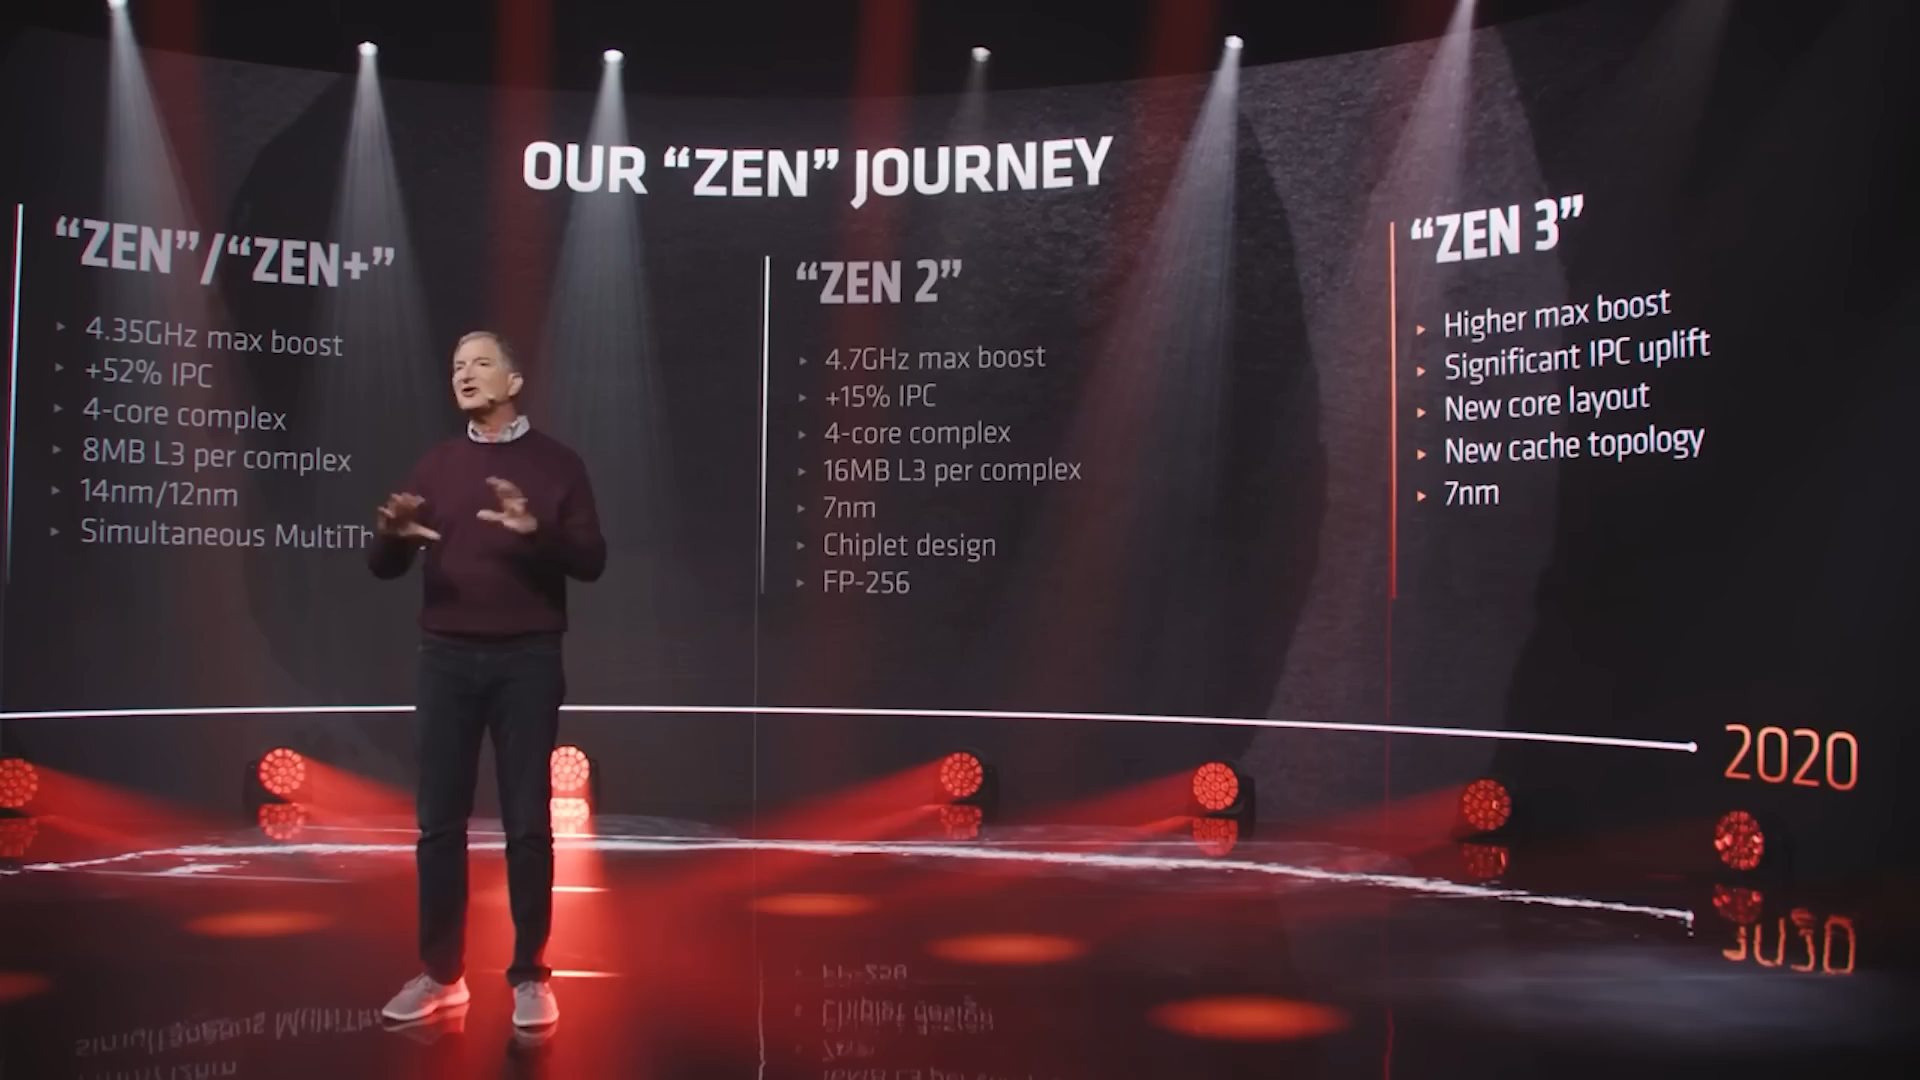 OUR “ZEN” JOURNEY
“ZEN”/“ZEN+”
4.35GHz max boost
+52% IPC
4-core complex
8MB L3 per complex
14nm/12nm
Simultaneous MultiTh
“ZEN 2”
4.7GHz max boost
+15% IPC
4-core complex
16MB L3 per complex
7nm
Chiplet design
FP-256
“ZEN 3”
Higher max boost
Significant IPC uplift
New core layout
New cache topology
7nm
2020